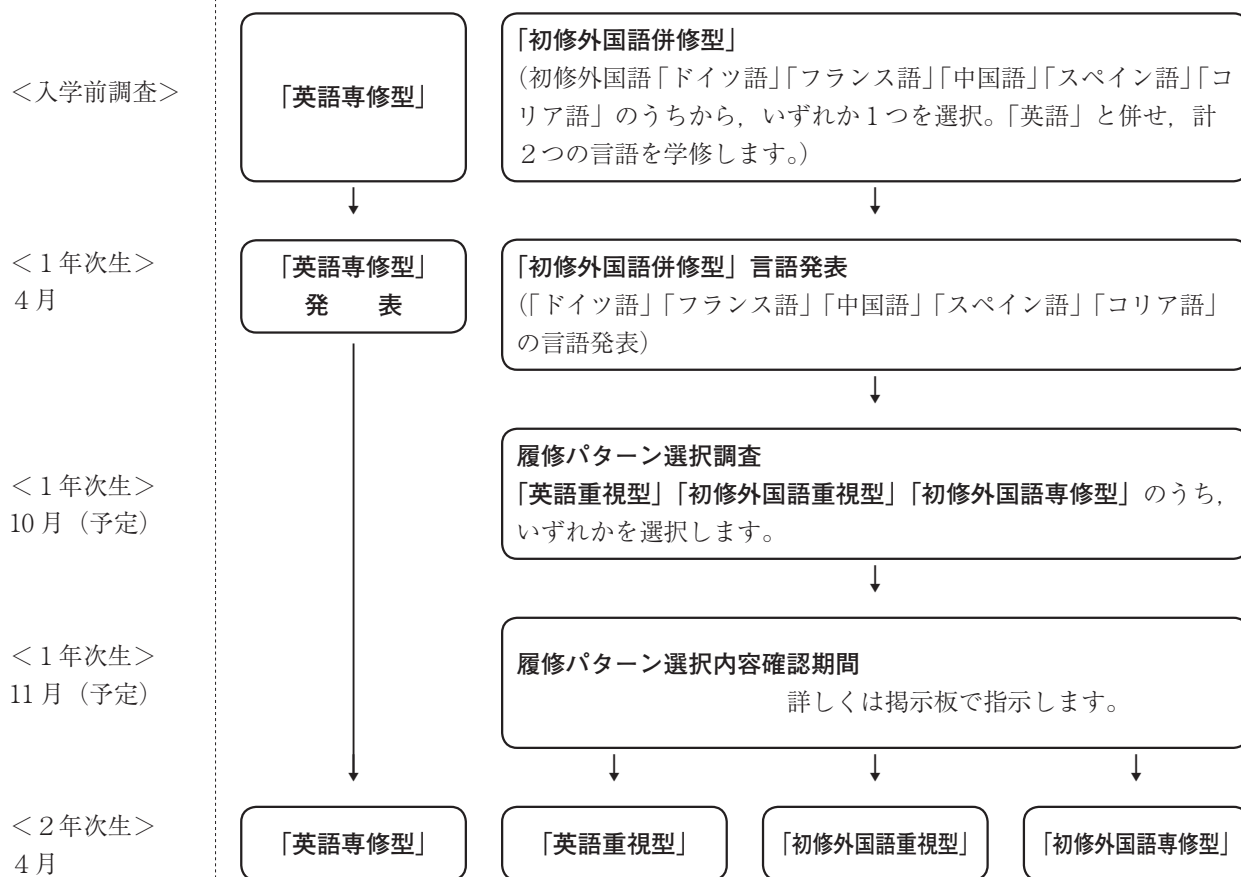 ＜入学前調査＞
「英語専修型」
「初修外国語併修型」
(初修外国語「ドイツ語」「フランス語」「中国語」「スペイン語」「コ
リア語」のうちから，いずれか１つを選択。「英語」と併せ，計
２つの言語を学修します。)
＜１年次生＞
４月
「英語専修型」
発　　表
「初修外国語併修型」言語発表
(「ドイツ語」「フランス語」「中国語」「スペイン語」「コリア語」
の言語発表)
＜１年次生＞
10月（予定）
履修パターン選択調査
「英語重視型」「初修外国語重視型」「初修外国語専修型」のうち，
いずれかを選択します。
＜１年次生＞
11月（予定）
履修パターン選択内容確認期間
詳しくは掲示板で指示します。
＜２年次生＞
４月
「英語専修型」
「英語重視型」
「初修外国語重視型」
「初修外国語専修型」